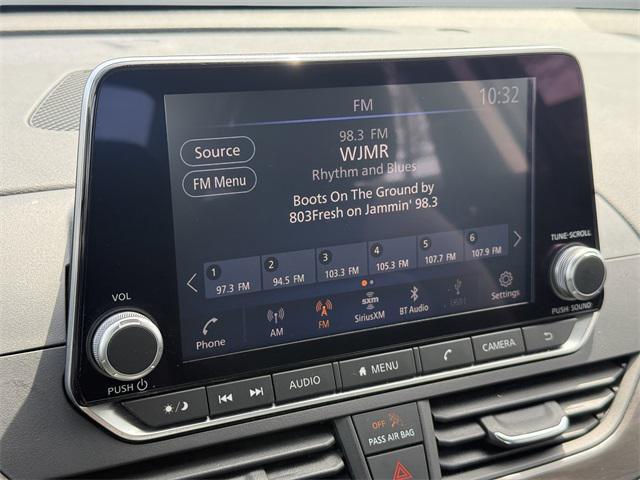 FM
10:32
98.3 FM
WJMR
Rhythm and Blues
Source
FM Menu
Boots On The Ground by
803Fresh on Jammin' 98.3
1
97.3 FM
2
94.5 FM
3
103.3 FM
4
105.3 FM
5
107.7 FM
6
107.9 FM
Phone
AM
FM
sxm
SiriusXM
BT Audio
USB1
Settings
VOL
PUSH
TUNE·SCROLL
PUSH: SOUND
AUDIO
MENU
CAMERA
OFF
PASS AIR BAG